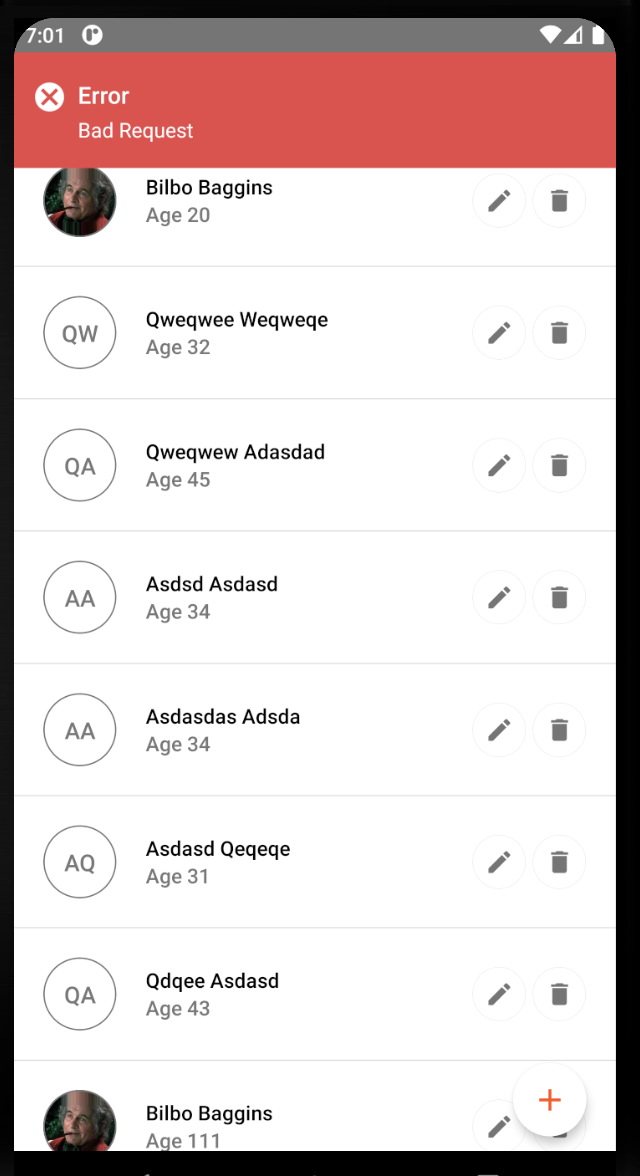 7:01
Error
Bad Request
Bilbo Baggins
Age 20
QW
Qweqwee Weqweqe
Age 32
QA
Qweqwew Adasdad
Age 45
AA
Asdsd Asdasd
Age 34
AA
Asdasdas Adsda
Age 34
AQ
Asdasd Qeqeqe
Age 31
QA
Qdqee Asdasd
Age 43
Bilbo Baggins
Age 111